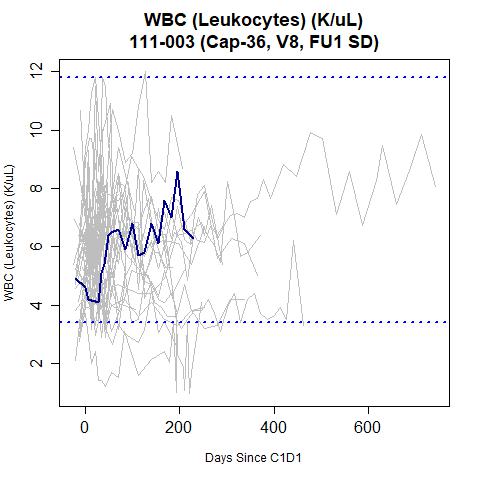 WBC (Leukocytes) (K/uL)
111-003 (Cap-36, V8, FU1 SD)
WBC (Leukocytes) (K/uL)
12
10
8
6
4
2
0
200
400
600
Days Since C1D1